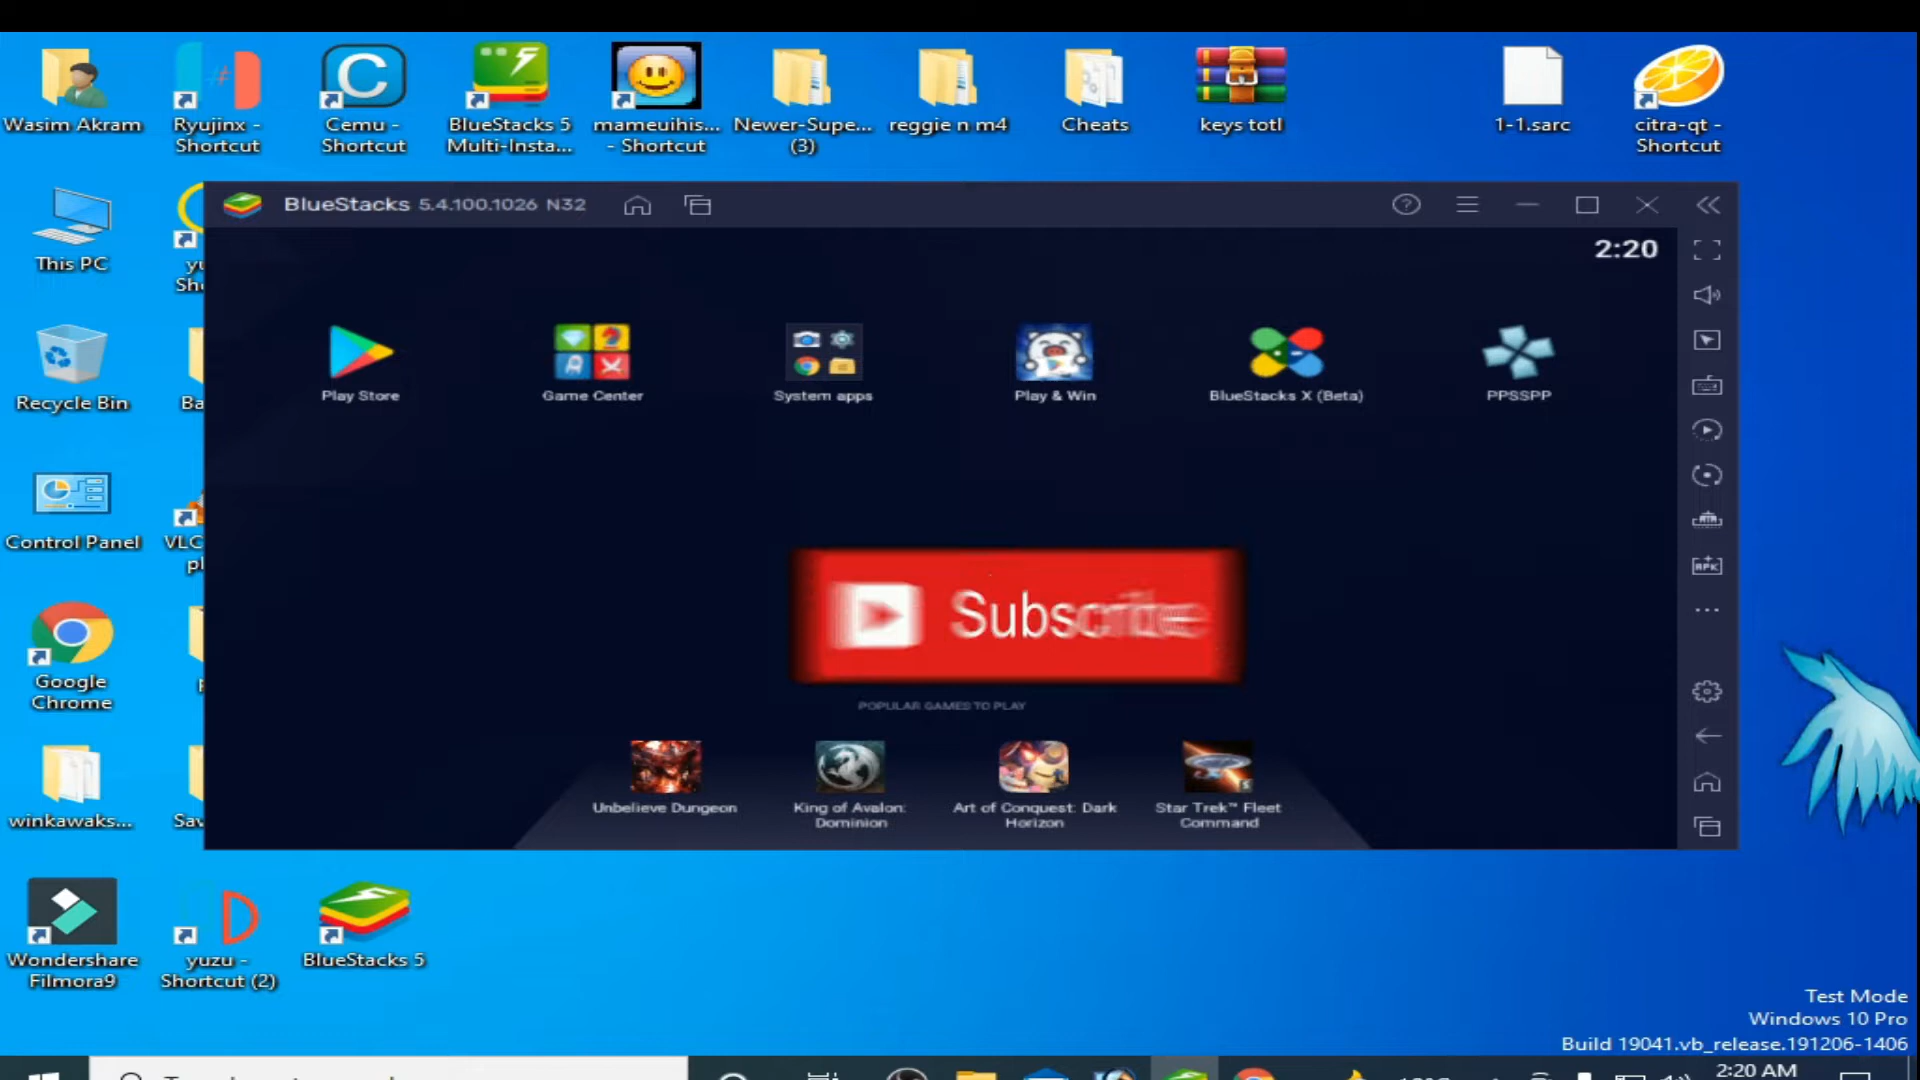 Wasim Akram
Ryujinx -
Shortcut
Cemu -
Shortcut
BlueStacks 5
Multi-Insta...
mameuihis...
- Shortcut
Newer-Supe...
(3)
reggie n m4
Cheats
keys totl
1-1.sarc
citra-qt -
Shortcut
BlueStacks 5.4.100.1026 N32
2:20
This PC
Recycle Bin
Control Panel
VLC
Google
Chrome
winkawaks...
Play Store
Game Center
System apps
Play & Win
BlueStacks X (Beta)
PPSSPP
APK
Subscribe
POPULAR GAMES TO PLAY
Unbelieve Dungeon
King of Avalon:
Dominion
Art of Conquest: Dark
Horizon
Star Trek™ Fleet
Command
Wondershare
Filmora9
yuzu -
Shortcut (2)
BlueStacks 5
Test Mode
Windows 10 Pro
Build 19041.vb_release.191206-1406
2:20 AM